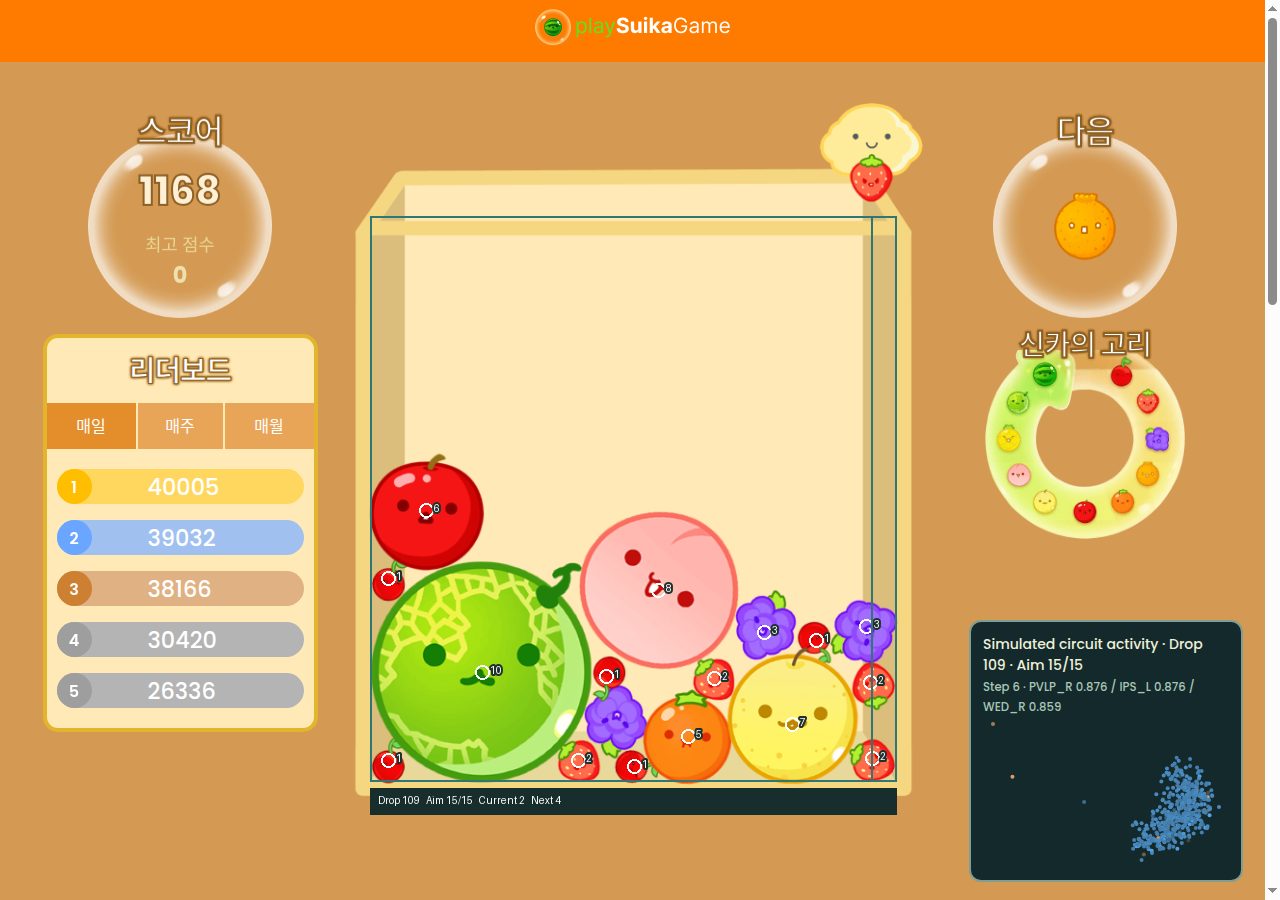 playSuikaGame
스코어
1168
최고 점수
0
다음
리더보드
매일 매주 매월
1 40005
2 39032
3 38166
4 30420
5 26336
신카의 고리
6
1
8
3
1
3
10
1
2
2
5
7
1
2
1
2
Drop 109 Aim 15/15 Current 2 Next 4
Simulated circuit activity · Drop
109 · Aim 15/15
Step 6 · PVLP_R 0.876 / IPS_L 0.876 /
WED_R 0.859